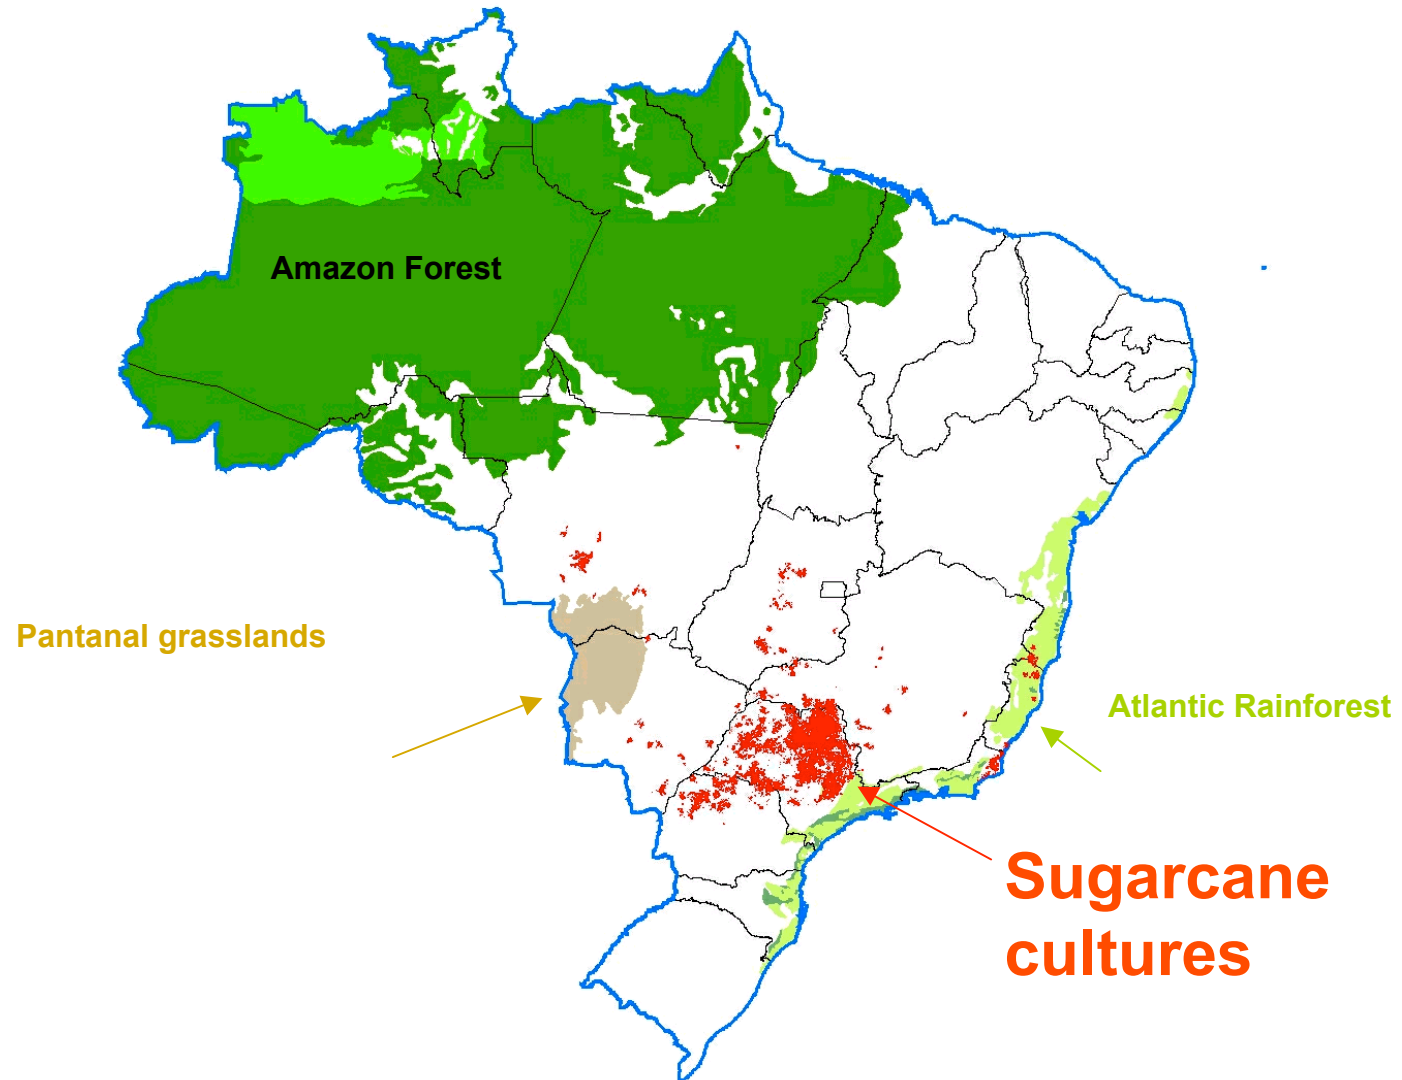 Amazon Forest
Pantanal grasslands
Atlantic Rainforest
Sugarcane
cultures